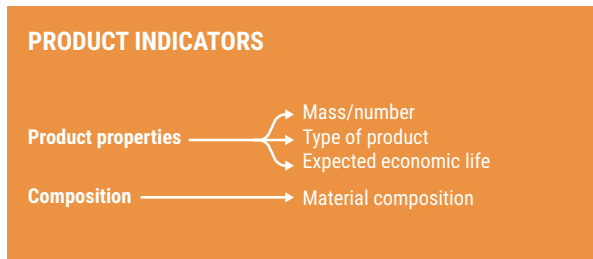 PRODUCT INDICATORS
Mass/number
Product properties
Type of product
Expected economic life
Composition
Material composition